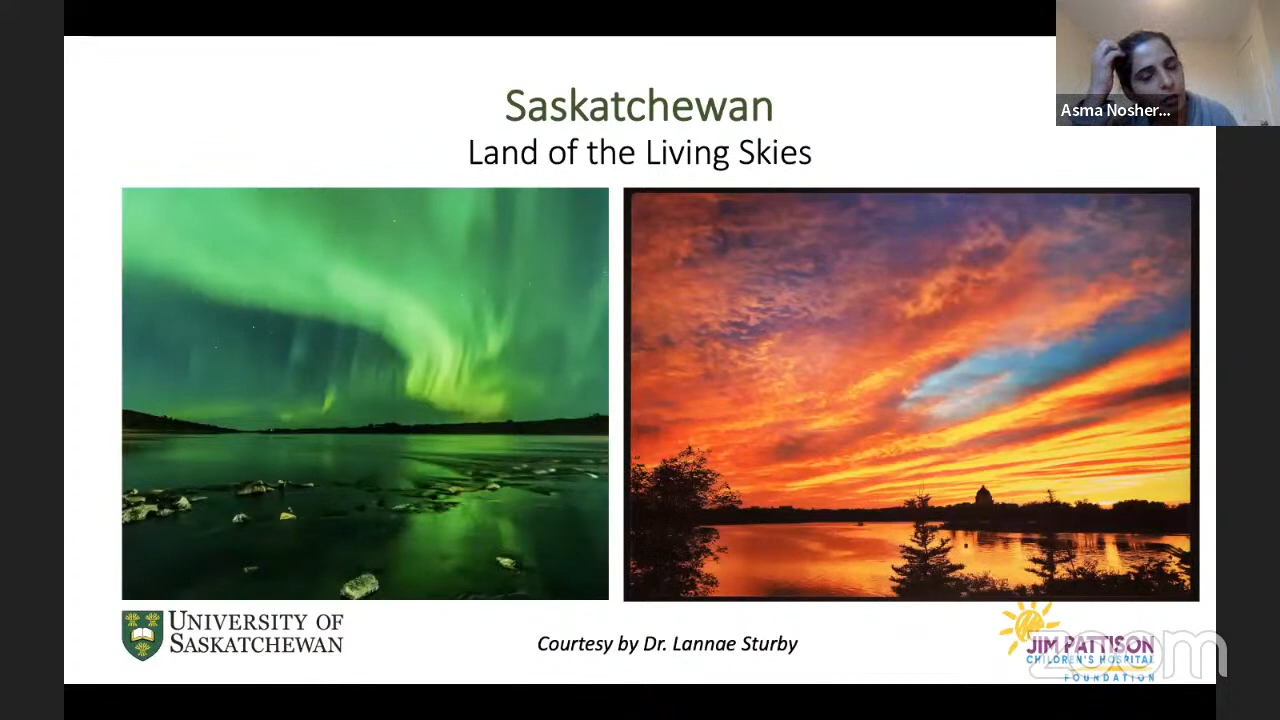 Saskatchewan
Land of the Living Skies
Asma Nosher...
UNIVERSITY OF
SASKATCHEWAN
Courtesy by Dr. Lannae Sturby
JIM PATTISON
CHILDREN'S HOSPITAL
FOUNDATION
zoom